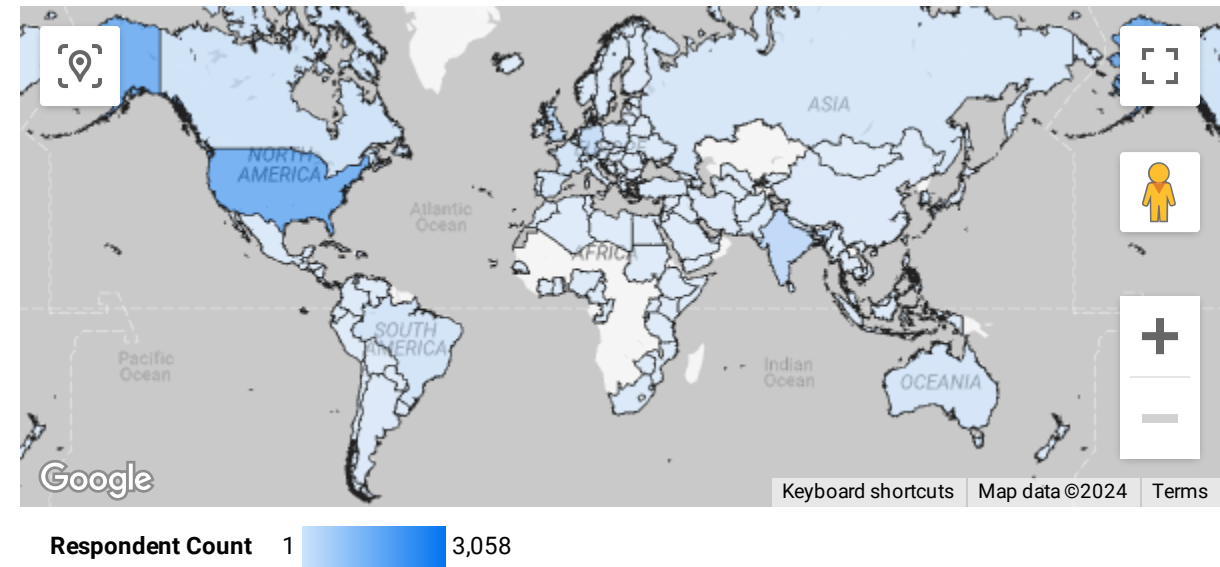 ASIA
NORTH
AMERICA
EUROPE
Atlantic
Ocean
AFRICA
SOUTH
AMERICA
Pacific
Ocean
Indian
Ocean
OCEANIA
Google
Keyboard shortcuts
Map data ©2024
Terms
Respondent Count 1 3,058